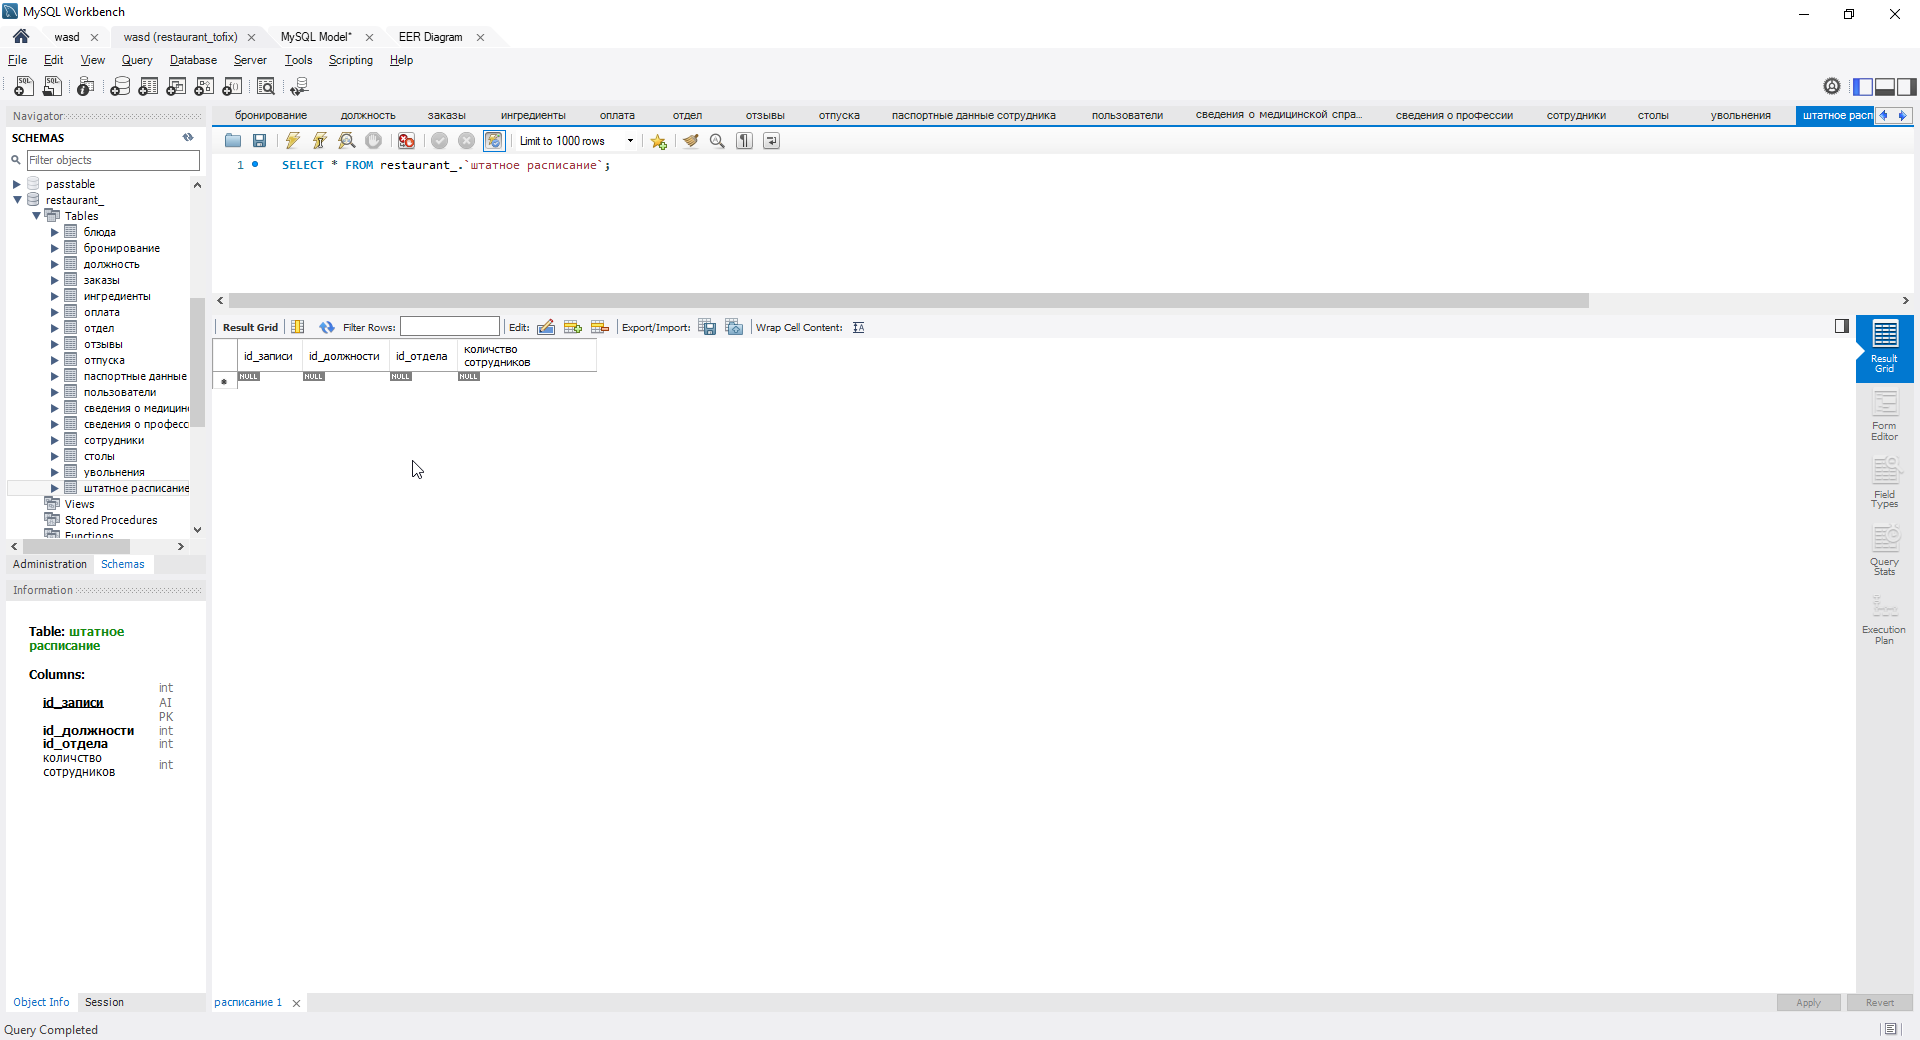 MySQL Workbench
wasd
wasd (restaurant_tofix)
MySQL Model*
EER Diagram
File Edit View Query Database Server Tools Scripting Help
Navigator
SCHEMAS
Filter objects
passtable
restaurant_
Tables
блюда
бронирование
должность
заказы
ингредиенты
оплата
отдел
отзывы
отпуска
паспортные данные
пользователи
сведения о медицин
сведения о професс
сотрудники
столы
увольнения
штатное расписание
Views
Stored Procedures
Functions
Administration Schemas
Information
Table: штатное
расписание
Columns:
id_записи int
AI
PK
id_должности int
id_отдела int
количство
сотрудников int
Object Info Session
Query Completed
бронирование должность заказы ингредиенты оплата отдел отзывы отпуска паспортные данные сотрудника пользователи сведения о медицинской спра... сведения о профессии сотрудники столы увольнения штатное расп
Limit to 1000 rows
1 SELECT * FROM restaurant_.`штатное расписание`;
Result Grid Filter Rows: Edit: Export/Import: Wrap Cell Content:
id_записи id_должности id_отдела количство
сотрудников
NULL NULL NULL NULL
Result
Grid
Form
Editor
Field
Types
Query
Stats
Execution
Plan
расписание 1
Apply Revert